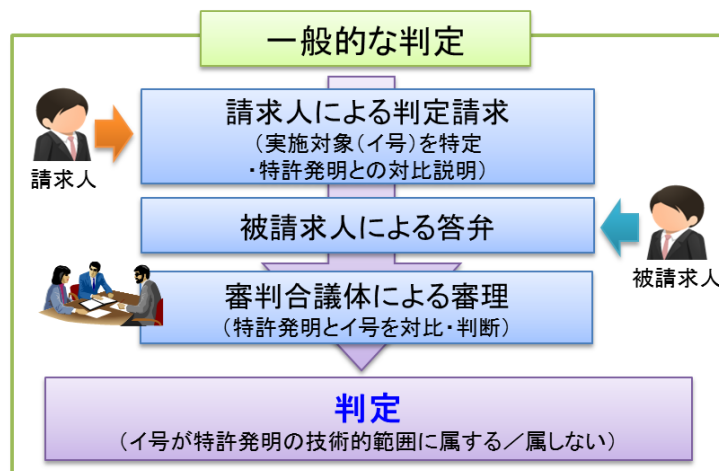 一般的な判定
請求人による判定請求
(実施対象(イ号)を特定
・特許発明との対比説明)
請求人
被請求人による答弁
被請求人
審判合議体による審理
(特許発明とイ号を対比・判断)
判定
(イ号が特許発明の技術的範囲に属する/属しない)